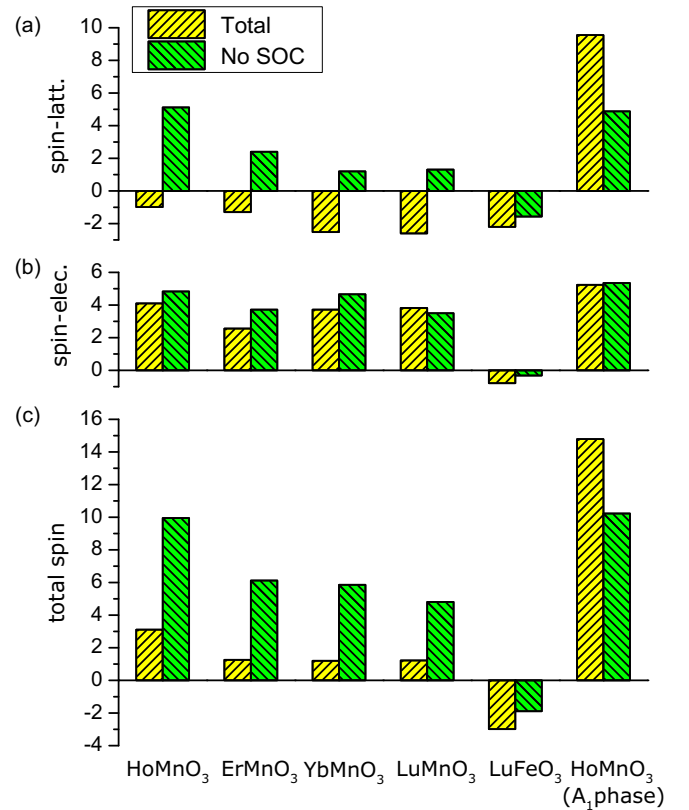 (a)
Total
No SOC
spin-latt.
10
8
6
4
2
0
-2
(b)
spin-elec.
6
4
2
0
(c)
total spin
16
14
12
10
8
6
4
2
0
-2
-4
HoMnO₃ ErMnO₃ YbMnO₃ LuMnO₃ LuFeO₃ HoMnO₃
(A₁phase)